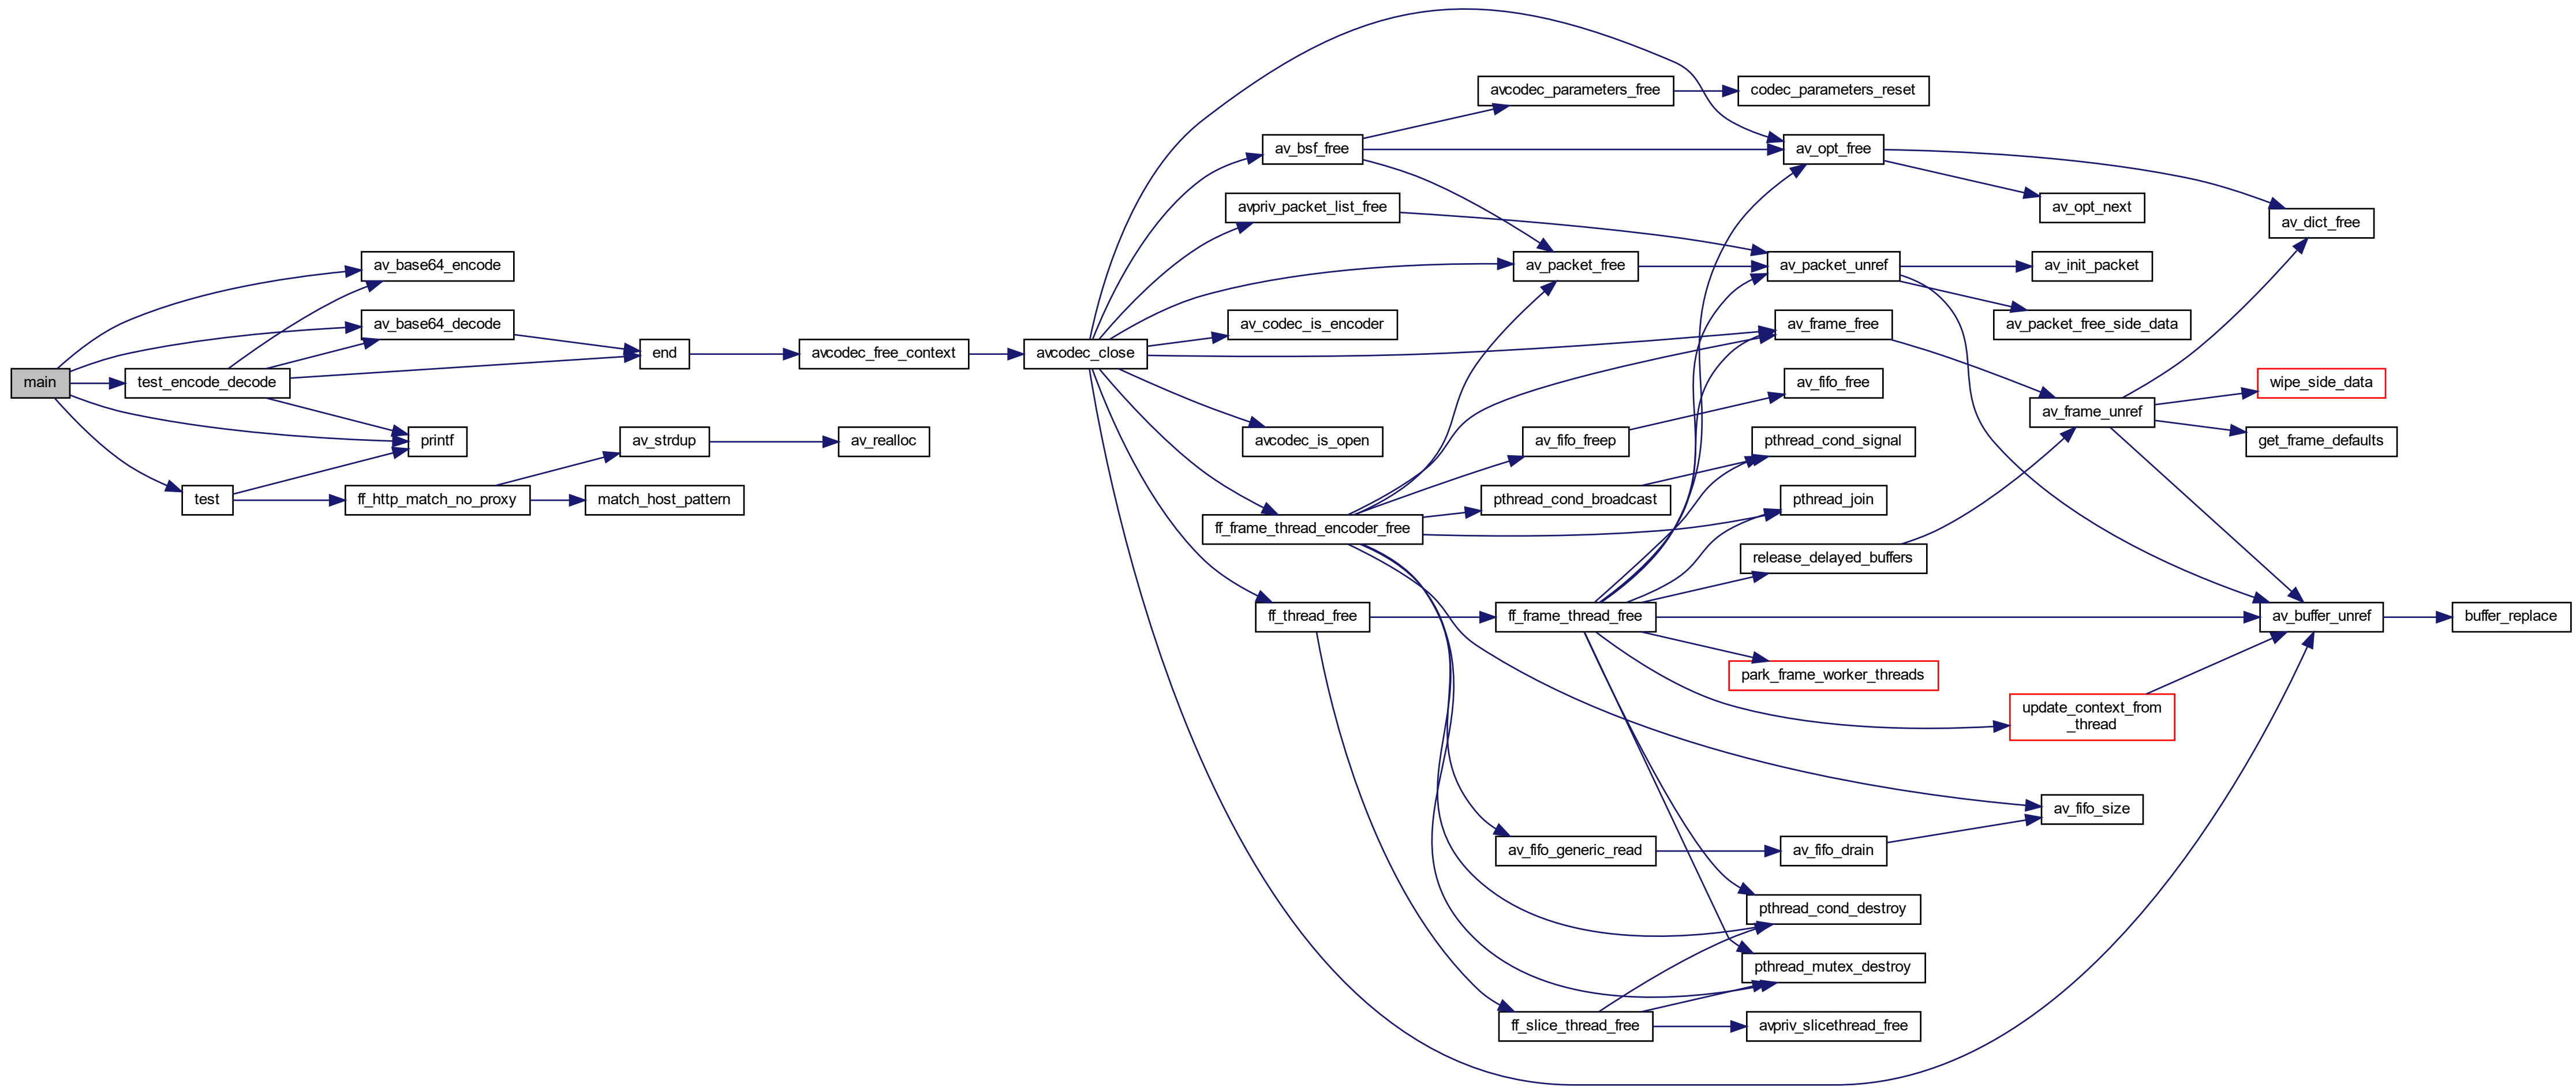 main
test_encode_decode
test
av_base64_encode
av_base64_decode
printf
ff_http_match_no_proxy
end
av_strdup
match_host_pattern
avcodec_free_context
av_realloc
avcodec_close
av_bsf_free
avpriv_packet_list_free
av_codec_is_encoder
avcodec_is_open
ff_frame_thread_encoder_free
ff_thread_free
avcodec_parameters_free
av_packet_free
av_fifo_freep
pthread_cond_broadcast
ff_frame_thread_free
av_fifo_generic_read
ff_slice_thread_free
codec_parameters_reset
av_opt_free
av_packet_unref
av_frame_free
av_fifo_free
pthread_cond_signal
pthread_join
release_delayed_buffers
park_frame_worker_threads
av_fifo_drain
pthread_cond_destroy
pthread_mutex_destroy
avpriv_slicethread_free
av_opt_next
av_init_packet
av_packet_free_side_data
av_frame_unref
update_context_from
_thread
av_fifo_size
av_dict_free
wipe_side_data
get_frame_defaults
av_buffer_unref
buffer_replace